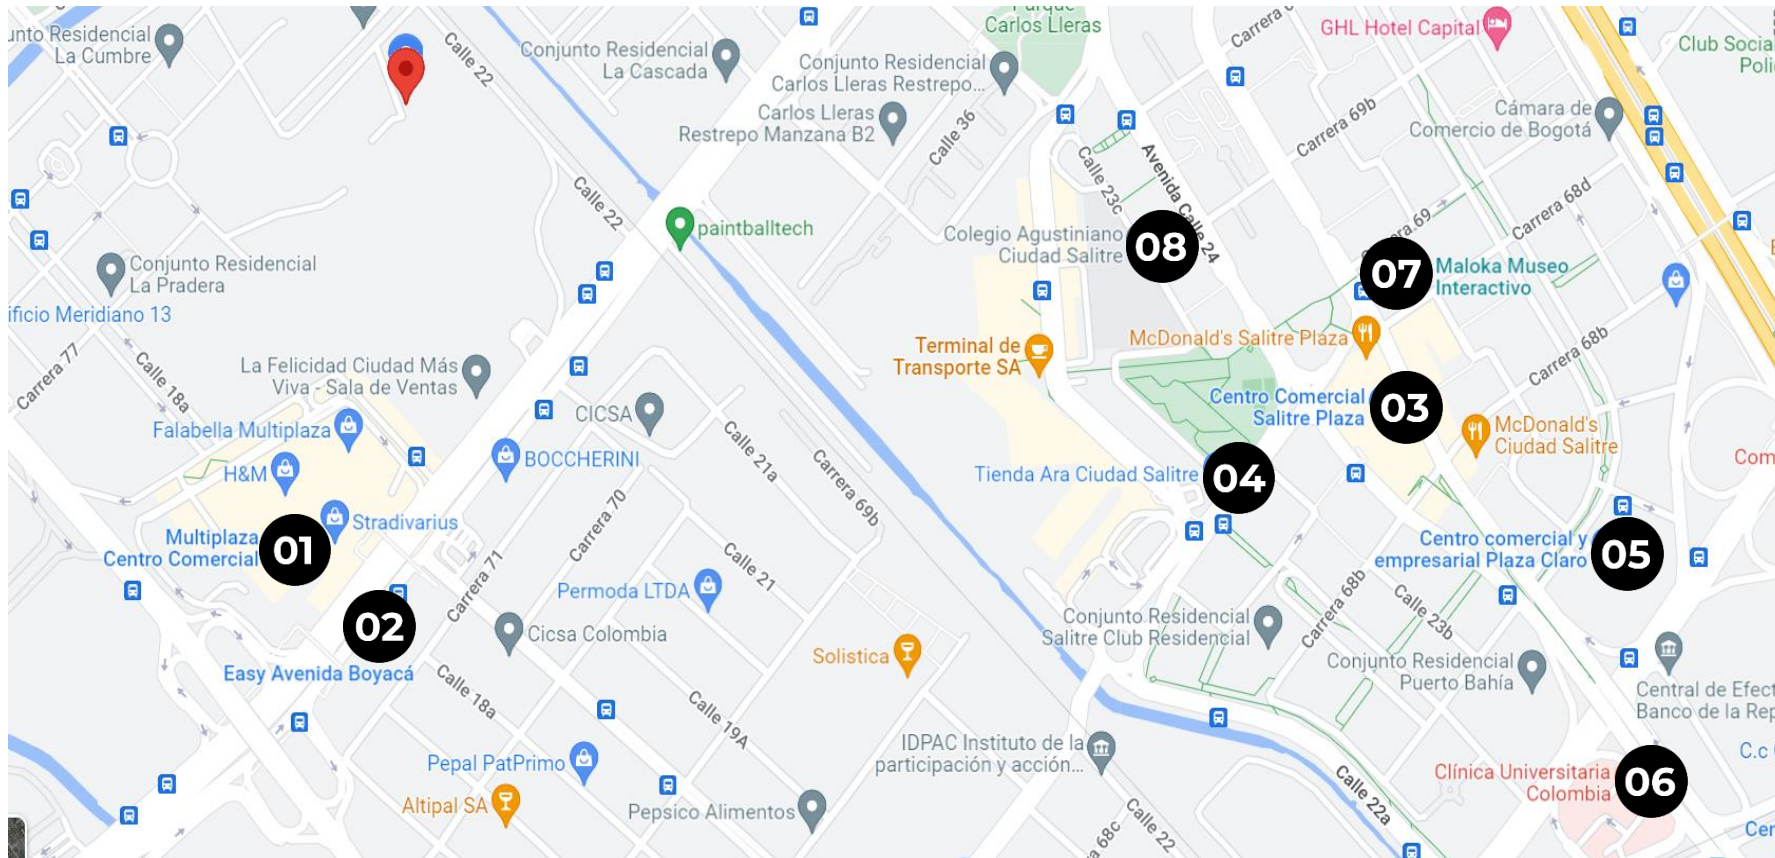 Parque
Carlos Lleras
GHL Hotel Capital
Carrera
Club Social
unto Residencial
La Cumbre
Calle 22
Conjunto Residencial
La Cascada
Conjunto Residencial
Carlos Lleras Restrepo...
Carlos Lleras
Restrepo Manzana B2
Calle 36
Carrera 69b
Cámara de
Comercio de Bogotá
Calle 22
Calle 23c
Avenida Calle 24
Carrera 68d
paintballtech
Colegio Agustiniano
Ciudad Salitre
08
rera 69
07
Maloka Museo
Interactivo
Conjunto Residencial
La Pradera
ificio Meridiano 13
Carrera 77
Calle 18a
La Felicidad Ciudad Más
Viva - Sala de Ventas
Terminal de
Transporte SA
McDonald's Salitre Plaza
Carrera 68b
Centro Comercial
Salitre Plaza
03
McDonald's
Ciudad Salitre
Com
Falabella Multiplaza
CICSA
H&M
BOCCHERINI
Calle 21a
Carrera 69b
Tienda Ara Ciudad Salitre
04
Stradivarius
Multiplaza
Centro Comercial
01
Carrera 70
Carrera 71
Calle 21
Centro comercial y
empresarial Plaza Claro
05
Permoda LTDA
02
Cicsa Colombia
Easy Avenida Boyacá
Calle 18a
Solistica
Conjunto Residencial
Salitre Club Residencial
Carrera 68b
Calle 23b
Conjunto Residencial
Puerto Bahía
Central de Efect
Banco de la Rep
Calle 19A
IDPAC Instituto de la
participación y acción...
Pepal PatPrimo
Altipal SA
Pepsico Alimentos
Clínica Universitaria
Colombia
06
C.c
Calle 22a
Calle 22
68c
Cer